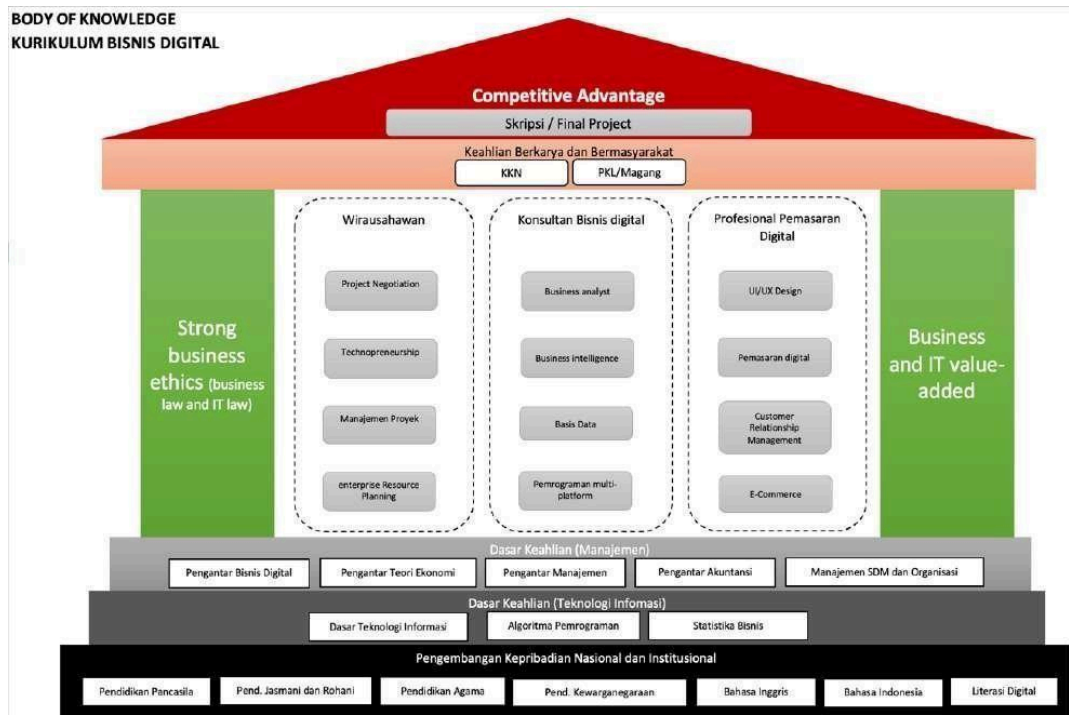 BODY OF KNOWLEDGE
KURIKULUM BISNIS DIGITAL
Competitive Advantage
Skripsi / Final Project
Keahlian Berkarya dan Bermasyarakat
KKN
PKL/Magang
Strong
business
ethics (business
law and IT law)
Wirausahawan
Project Negotiation
Technopreneurship
Manajemen Proyek
enterprise Resource
Planning
Konsultan Bisnis digital
Business analyst
Business intelligence
Basis Data
Pemrograman multi-
platform
Profesional Pemasaran
Digital
UI/UX Design
Pemasaran digital
Customer
Relationship
Management
E-Commerce
Business
and IT value-
added
Dasar Keahlian (Manajemen)
Pengantar Bisnis Digital
Pengantar Teori Ekonomi
Pengantar Manajemen
Pengantar Akuntansi
Manajemen SDM dan Organisasi
Dasar Keahlian (Teknologi Infomasi)
Dasar Teknologi Informasi
Algoritma Pemrograman
Statistika Bisnis
Pengembangan Kepribadian Nasional dan Institusional
Pendidikan Pancasila
Pend. Jasmani dan Rohani
Pendidikan Agama
Pend. Kewarganegaraan
Bahasa Inggris
Bahasa Indonesia
Literasi Digital